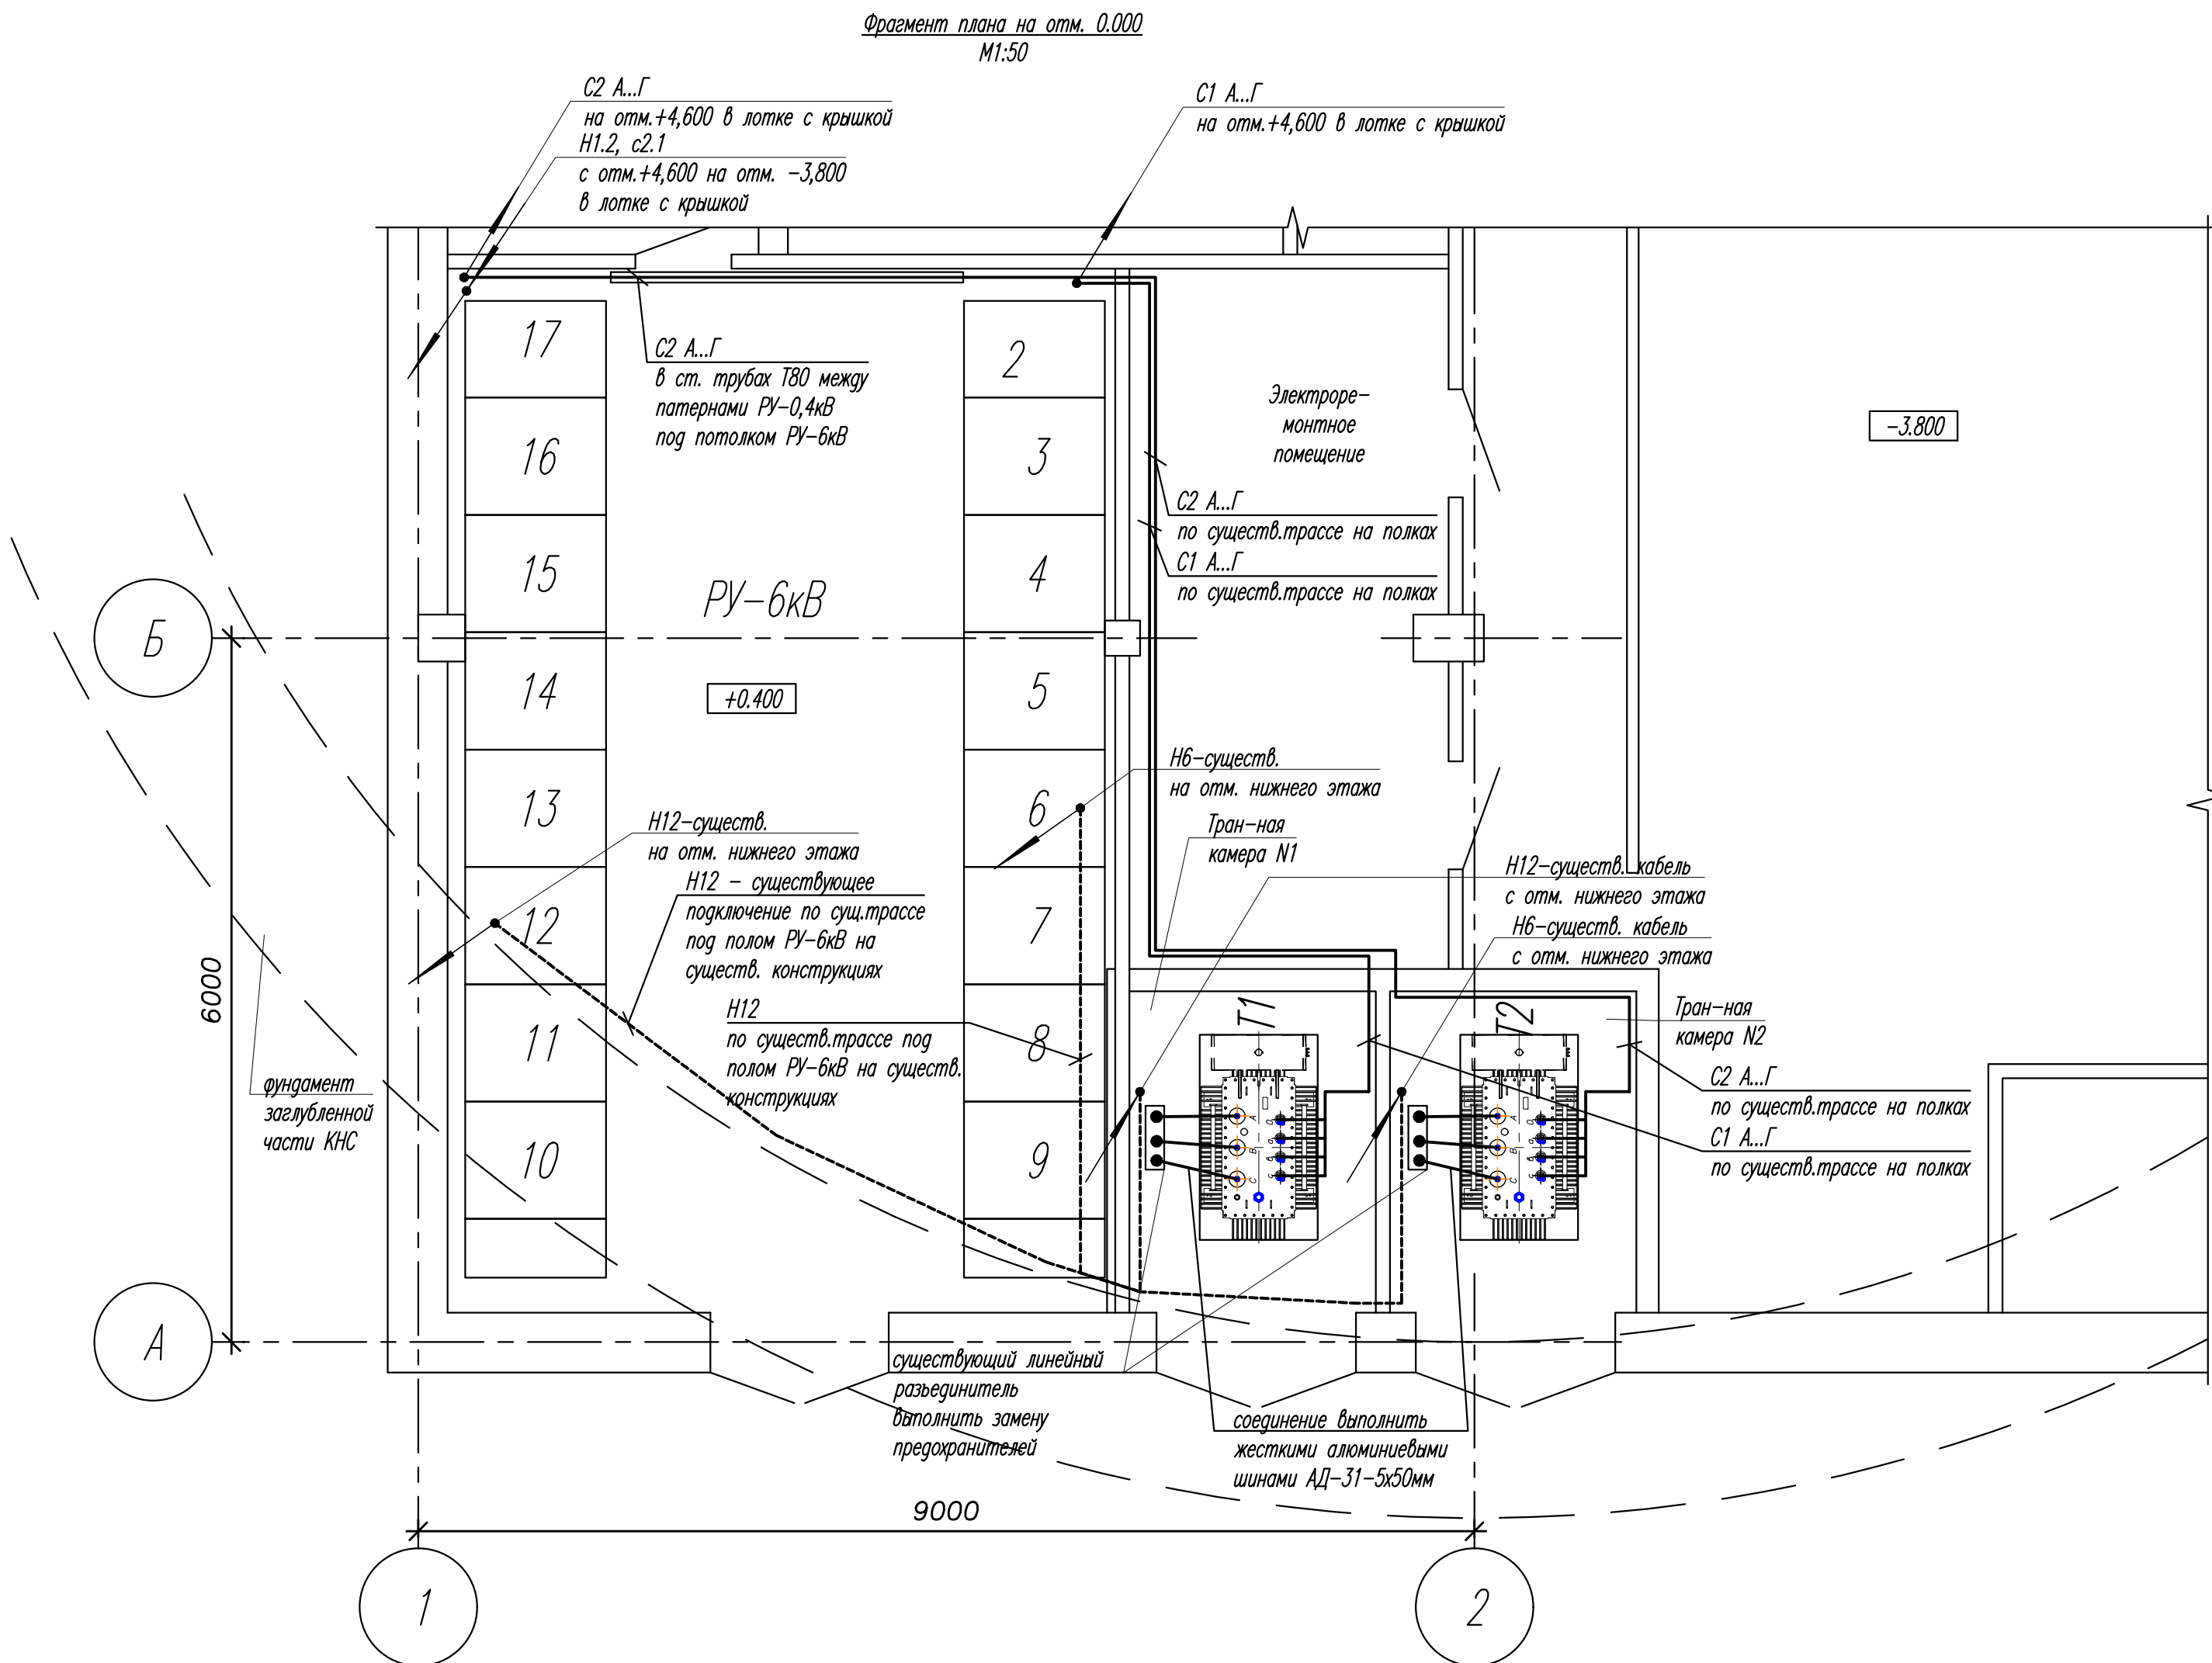 Фрагмент плана на отм. 0.000
М1:50
С2 А...Г
на отм.+4,600 в лотке с крышкой
Н1.2, с2.1
с отм.+4,600 на отм. -3,800
в лотке с крышкой
С1 А...Г
на отм.+4,600 в лотке с крышкой
17
16
15
14
13
12
11
10
2
3
4
5
6
7
8
9
С2 А...Г
в ст. трубах Т80 между
патернами РУ-0,4кВ
под потолком РУ-6кВ
Электроре-
монтное
помещение
-3.800
С2 А...Г
по существ.трассе на полках
С1 А...Г
по существ.трассе на полках
РУ-6кВ
+0.400
Б
Н6-существ.
на отм. нижнего этажа
Тран-ная
камера N1
Н12-существ.
на отм. нижнего этажа
Н12 - существующее
подключение по сущ.трассе
под полом РУ-6кВ на
существ. конструкциях
Н12-существ. кабель
с отм. нижнего этажа
Н6-существ. кабель
с отм. нижнего этажа
6000
Н12
по существ.трассе под
полом РУ-6кВ на существ.
конструкциях
Т1
Т2
Тран-ная
камера N2
С2 А...Г
по существ.трассе на полках
С1 А...Г
по существ.трассе на полках
фундамент
заглубленной
части КНС
A
B
C
0
a
b
c
A
B
C
0
a
b
c
А
существующий линейный
разьединитель
выполнить замену
предохранителей
соединение выполнить
жесткими алюминиевыми
шинами АД-31-5х50мм
9000
1
2